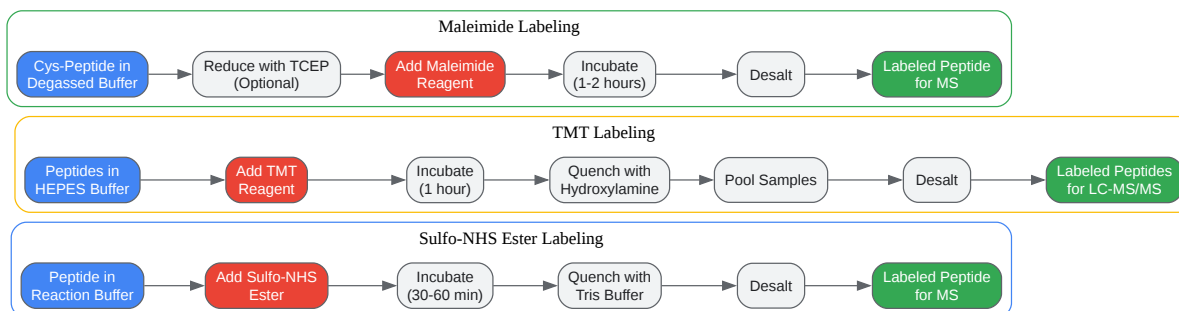 Maleimide Labeling
Cys-Peptide in
Degassed Buffer
Reduce with TCEP
(Optional)
Add Maleimide
Reagent
Incubate
(1-2 hours)
Desalt
Labeled Peptide
for MS
TMT Labeling
Peptides in
HEPES Buffer
Add TMT
Reagent
Incubate
(1 hour)
Quench with
Hydroxylamine
Pool Samples
Desalt
Labeled Peptides
for LC-MS/MS
Sulfo-NHS Ester Labeling
Peptide in
Reaction Buffer
Add Sulfo-NHS
Ester
Incubate
(30-60 min)
Quench with
Tris Buffer
Desalt
Labeled Peptide
for MS